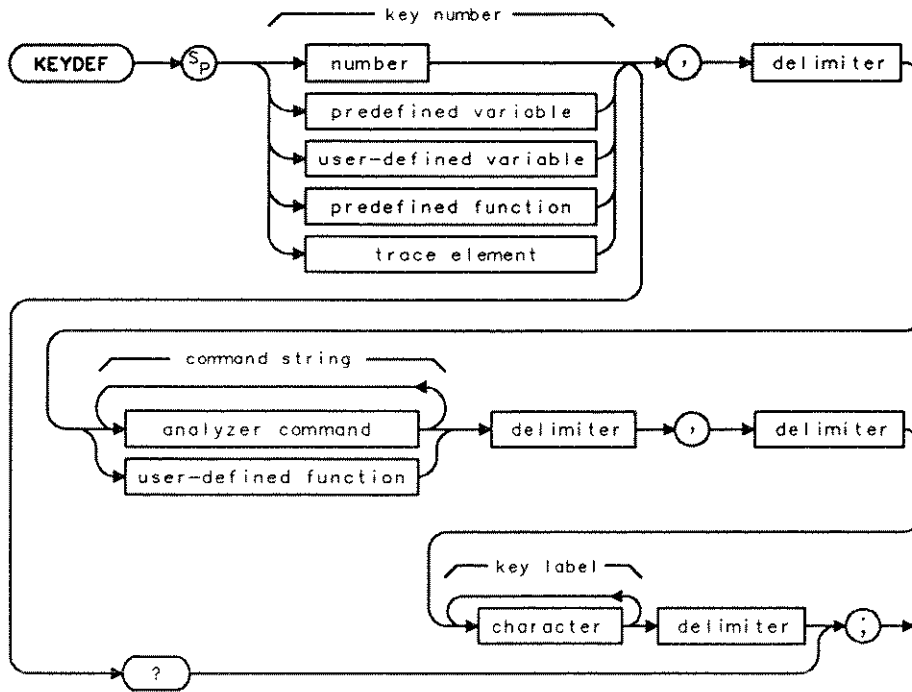 key number
KEYDEF Sp number , delimiter
predefined variable
user-defined variable
predefined function
trace element
command string
analyzer command delimiter , delimiter
user-defined function
key label
character delimiter ;
?